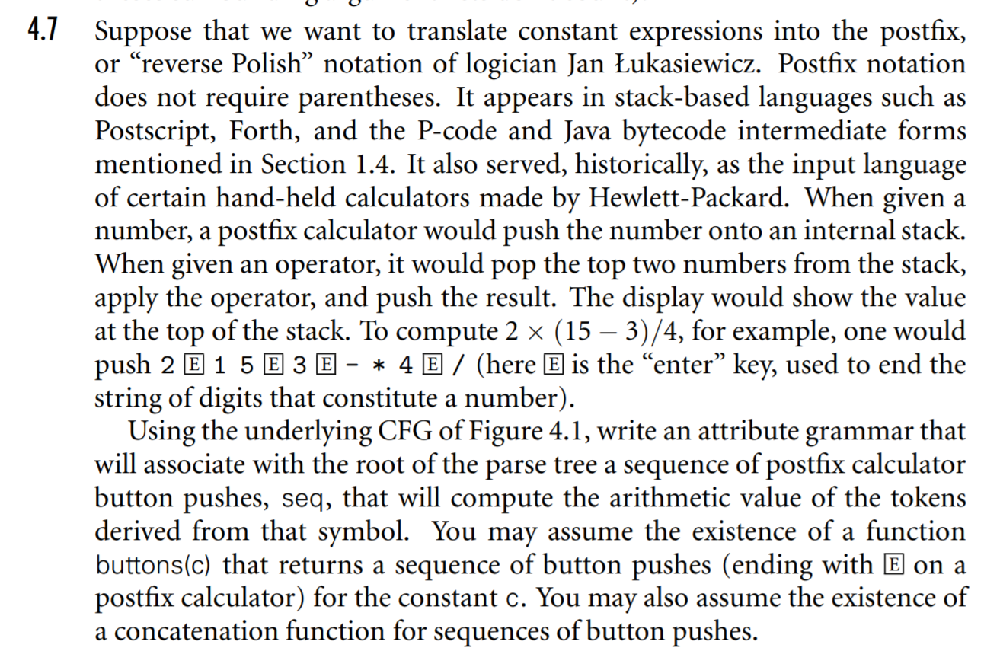 4.7 Suppose that we want to translate constant expressions into the postfix,
or “reverse Polish” notation of logician Jan Łukasiewicz. Postfix notation
does not require parentheses. It appears in stack-based languages such as
Postscript, Forth, and the P-code and Java bytecode intermediate forms
mentioned in Section 1.4. It also served, historically, as the input language
of certain hand-held calculators made by Hewlett-Packard. When given a
number, a postfix calculator would push the number onto an internal stack.
When given an operator, it would pop the top two numbers from the stack,
apply the operator, and push the result. The display would show the value
at the top of the stack. To compute 2 × (15 − 3)/4, for example, one would
push 2 E 1 5 E 3 E - * 4 E / (here E is the “enter” key, used to end the
string of digits that constitute a number).
Using the underlying CFG of Figure 4.1, write an attribute grammar that
will associate with the root of the parse tree a sequence of postfix calculator
button pushes, seq, that will compute the arithmetic value of the tokens
derived from that symbol. You may assume the existence of a function
buttons(c) that returns a sequence of button pushes (ending with E on a
postfix calculator) for the constant c. You may also assume the existence of
a concatenation function for sequences of button pushes.